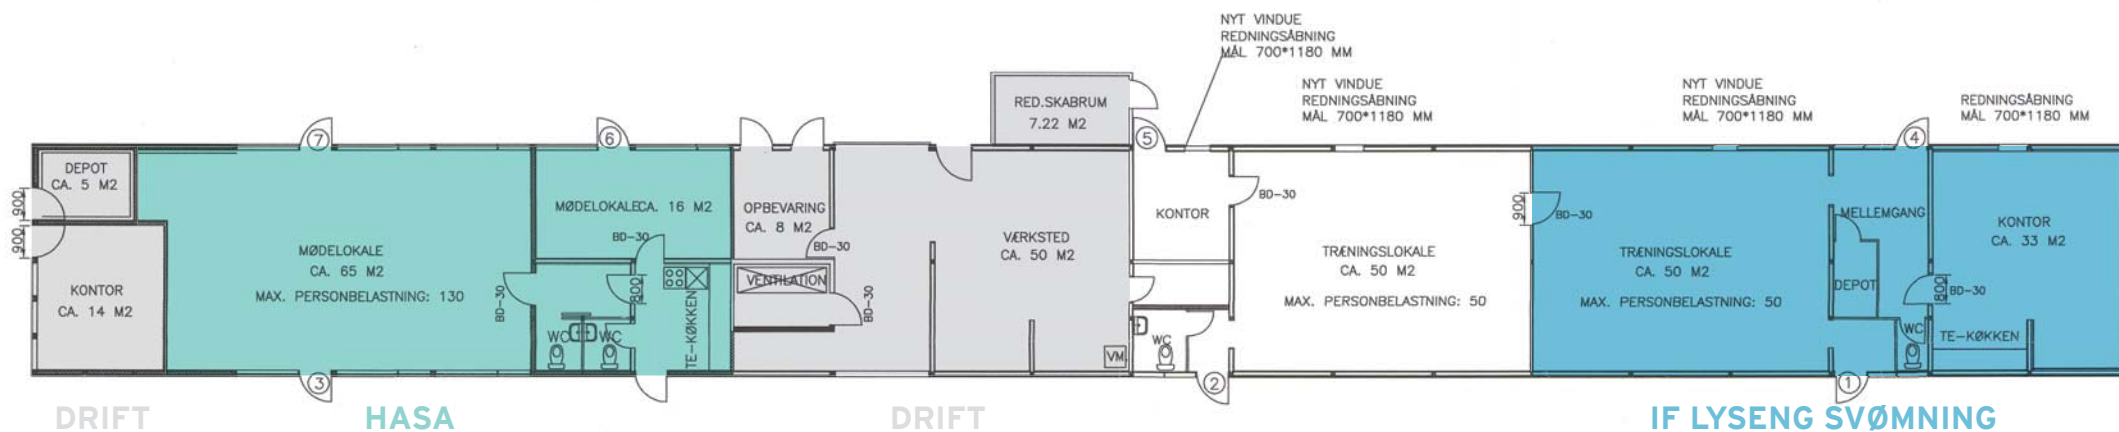 NYT VINDUE
REDNINGSÅBNING
MÅL 700*1180 MM
NYT VINDUE
REDNINGSÅBNING
MÅL 700*1180 MM
NYT VINDUE
REDNINGSÅBNING
MÅL 700*1180 MM
REDNINGSÅBNING
MÅL 700*1180 MM
RED.SKABRUM
7.22 M2
7
6
5
4
DEPOT
CA. 5 M2
900
900
KONTOR
CA. 14 M2
MØDELOKALE
CA. 65 M2
MAX. PERSONBELASTNING: 130
BD-30
MØDELOKALECA. 16 M2
BD-30
800
WC
WC
TE-KØKKEN
OPBEVARING
CA. 8 M2
BD-30
VENTILATION
BD-30
VÆRKSTED
CA. 50 M2
VM
KONTOR
BD-30
WC
TRÆNINGSLOKALE
CA. 50 M2
MAX. PERSONBELASTNING: 50
900
BD-30
TRÆNINGSLOKALE
CA. 50 M2
MAX. PERSONBELASTNING: 50
MELLEMGANG
DEPOT
800
BD-30
WC
TE-KØKKEN
KONTOR
CA. 33 M2
3
2
1
DRIFT
HASA
DRIFT
IF LYSENG SVØMNING